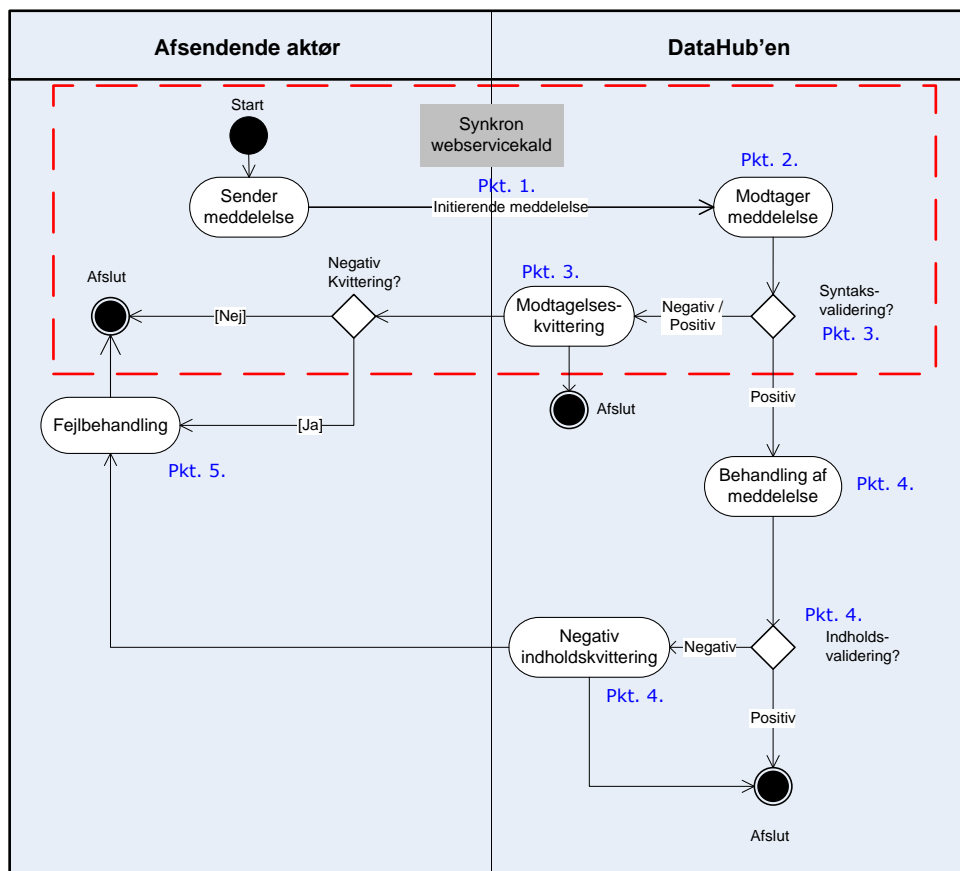 Afsendende aktør
DataHub'en
Start
Synkron
webservicekald
Pkt. 2.
Sender
meddelelse
Pkt. 1.
Initierende meddelelse
Modtager
meddelelse
Afslut
Negativ
Kvittering?
Pkt. 3.
[Nej]
Modtagelses-
kvittering
Negativ /
Positiv
Syntaks-
validering?
Pkt. 3.
Fejlbehandling
[Ja]
Afslut
Positiv
Pkt. 5.
Behandling af
meddelelse
Pkt. 4.
Pkt. 4.
Negativ
indholdskvittering
Negativ
Indholds-
validering?
Pkt. 4.
Positiv
Afslut